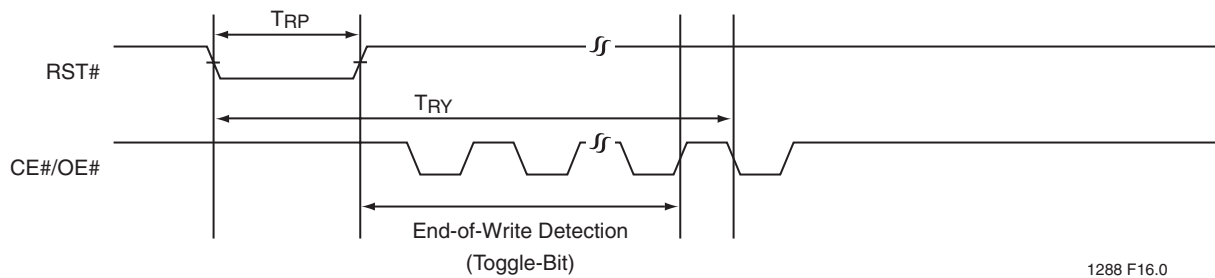 TRP
RST#
TRY
CE#/OE#
End-of-Write Detection
(Toggle-Bit)
1288 F16.0